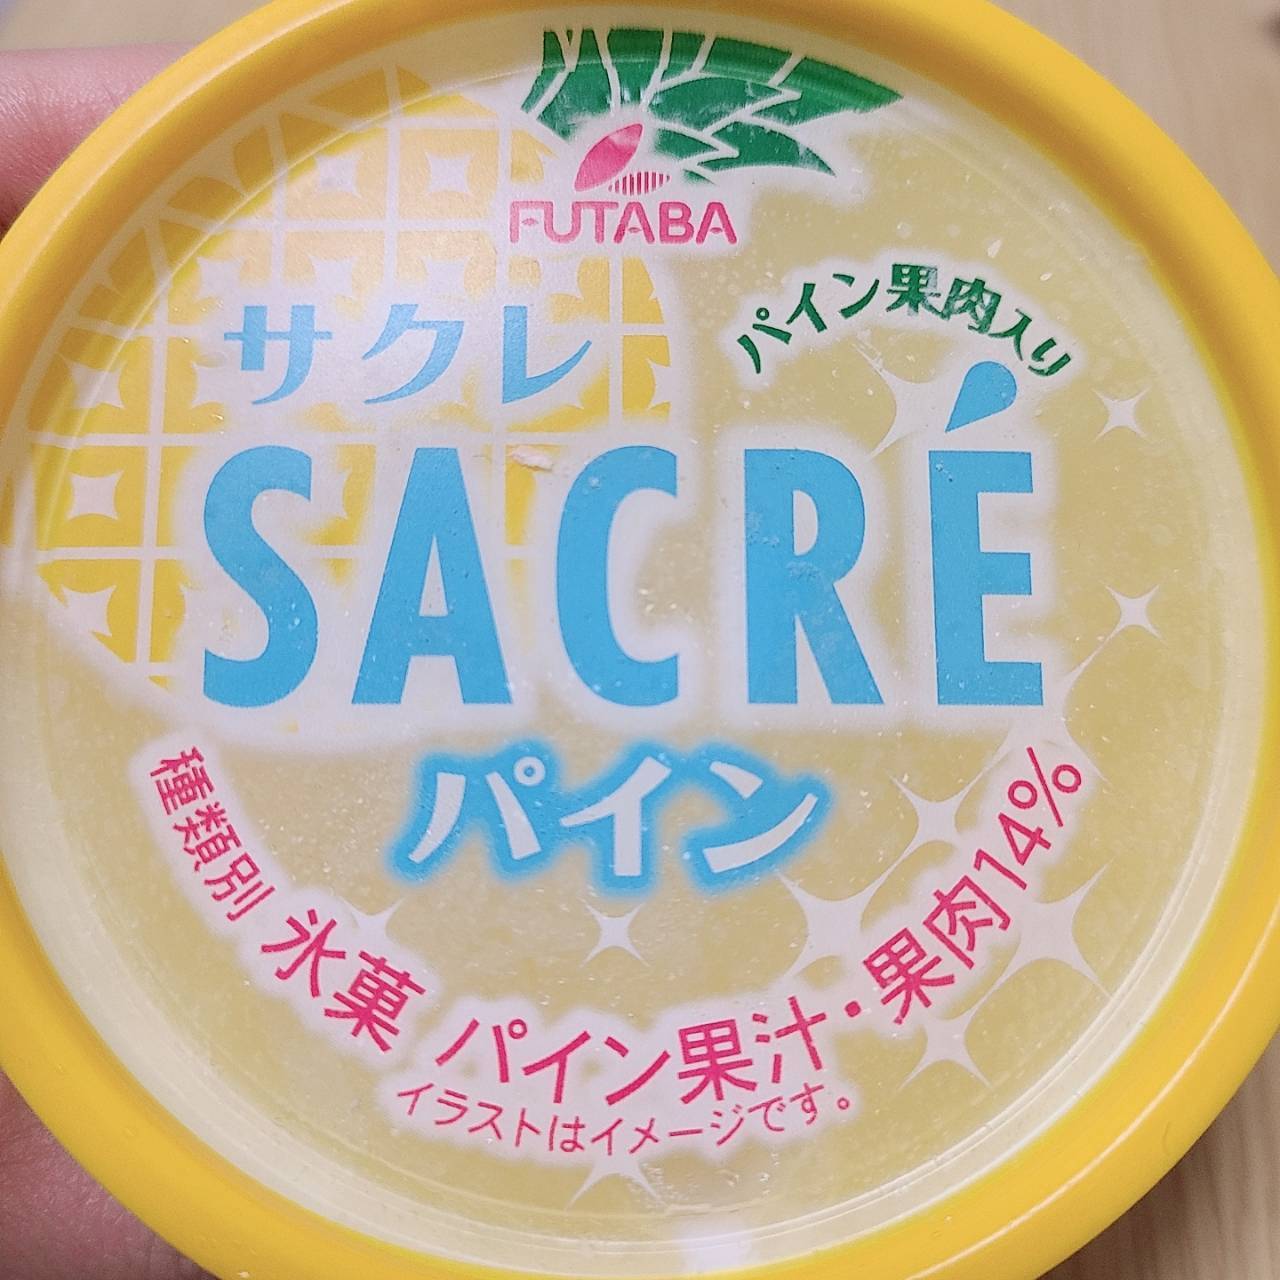 FUTABA
サクレ
パイン果肉入り
SACRÉ
パイン
種類別 氷菓 パイン果汁・果肉14%
イラストはイメージです。